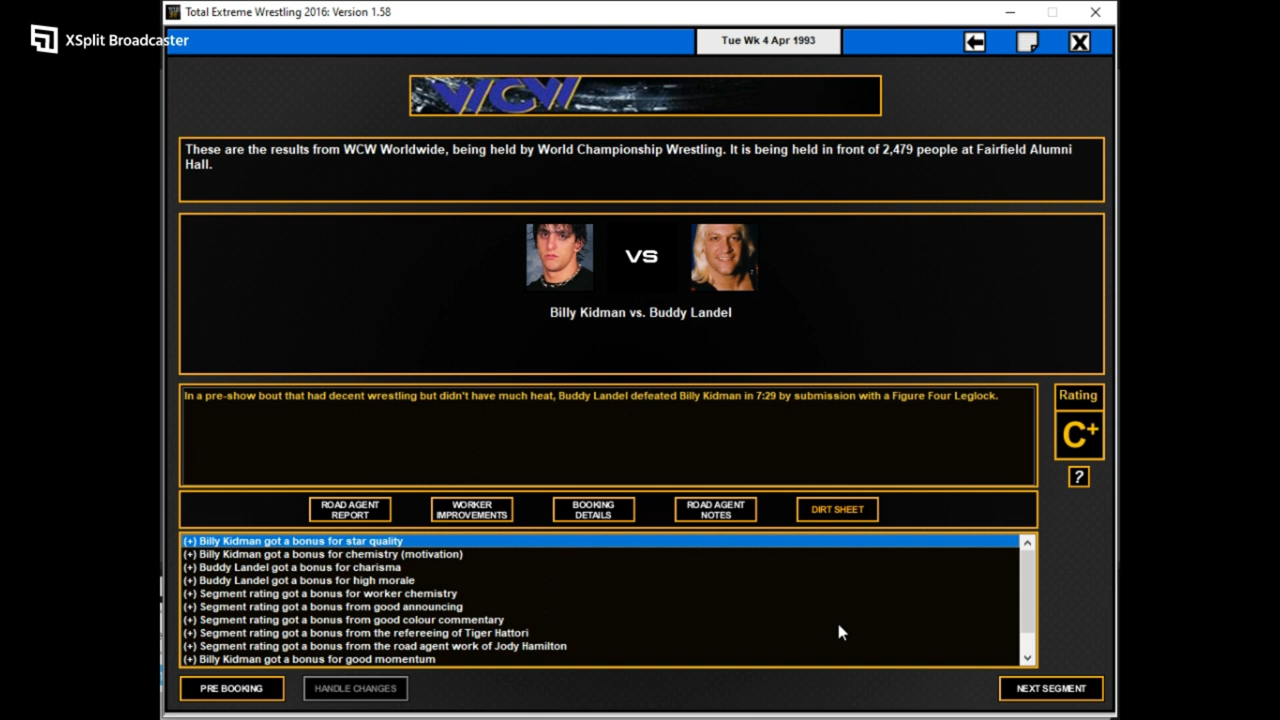 Total Extreme Wrestling 2016: Version 1.58
XSplit Broadcaster
Tue Wk 4 Apr 1993
WCW
These are the results from WCW Worldwide, being held by World Championship Wrestling. It is being held in front of 2,479 people at Fairfield Alumni
Hall.
VS
Billy Kidman vs. Buddy Landel
In a pre-show bout that had decent wrestling but didn't have much heat, Buddy Landel defeated Billy Kidman in 7:29 by submission with a Figure Four Leglock.
Rating
C+
?
ROAD AGENT
REPORT
WORKER
IMPROVEMENTS
BOOKING
DETAILS
ROAD AGENT
NOTES
DIRT SHEET
(+) Billy Kidman got a bonus for star quality
(+) Billy Kidman got a bonus for chemistry (motivation)
(+) Buddy Landel got a bonus for charisma
(+) Buddy Landel got a bonus for high morale
(+) Segment rating got a bonus for worker chemistry
(+) Segment rating got a bonus from good announcing
(+) Segment rating got a bonus from good colour commentary
(+) Segment rating got a bonus from the refereeing of Tiger Hattori
(+) Segment rating got a bonus from the road agent work of Jody Hamilton
(+) Billy Kidman got a bonus for good momentum
PRE BOOKING
HANDLE CHANGES
NEXT SEGMENT